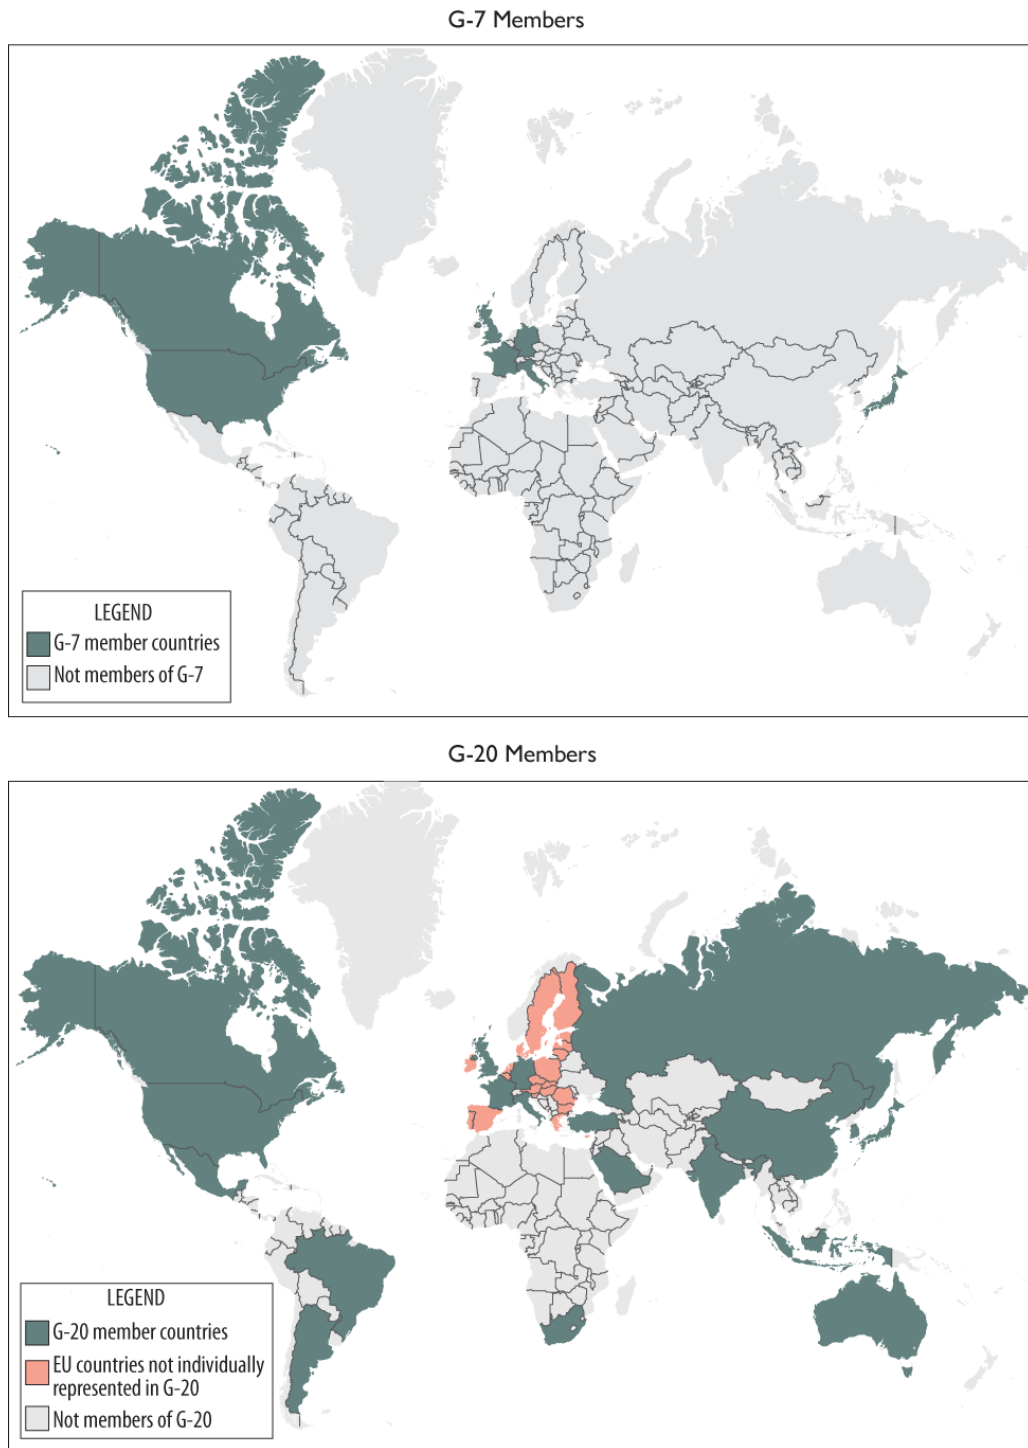 G-7 Members
LEGEND
G-7 member countries
Not members of G-7
G-20 Members
LEGEND
G-20 member countries
EU countries not individually
represented in G-20
Not members of G-20